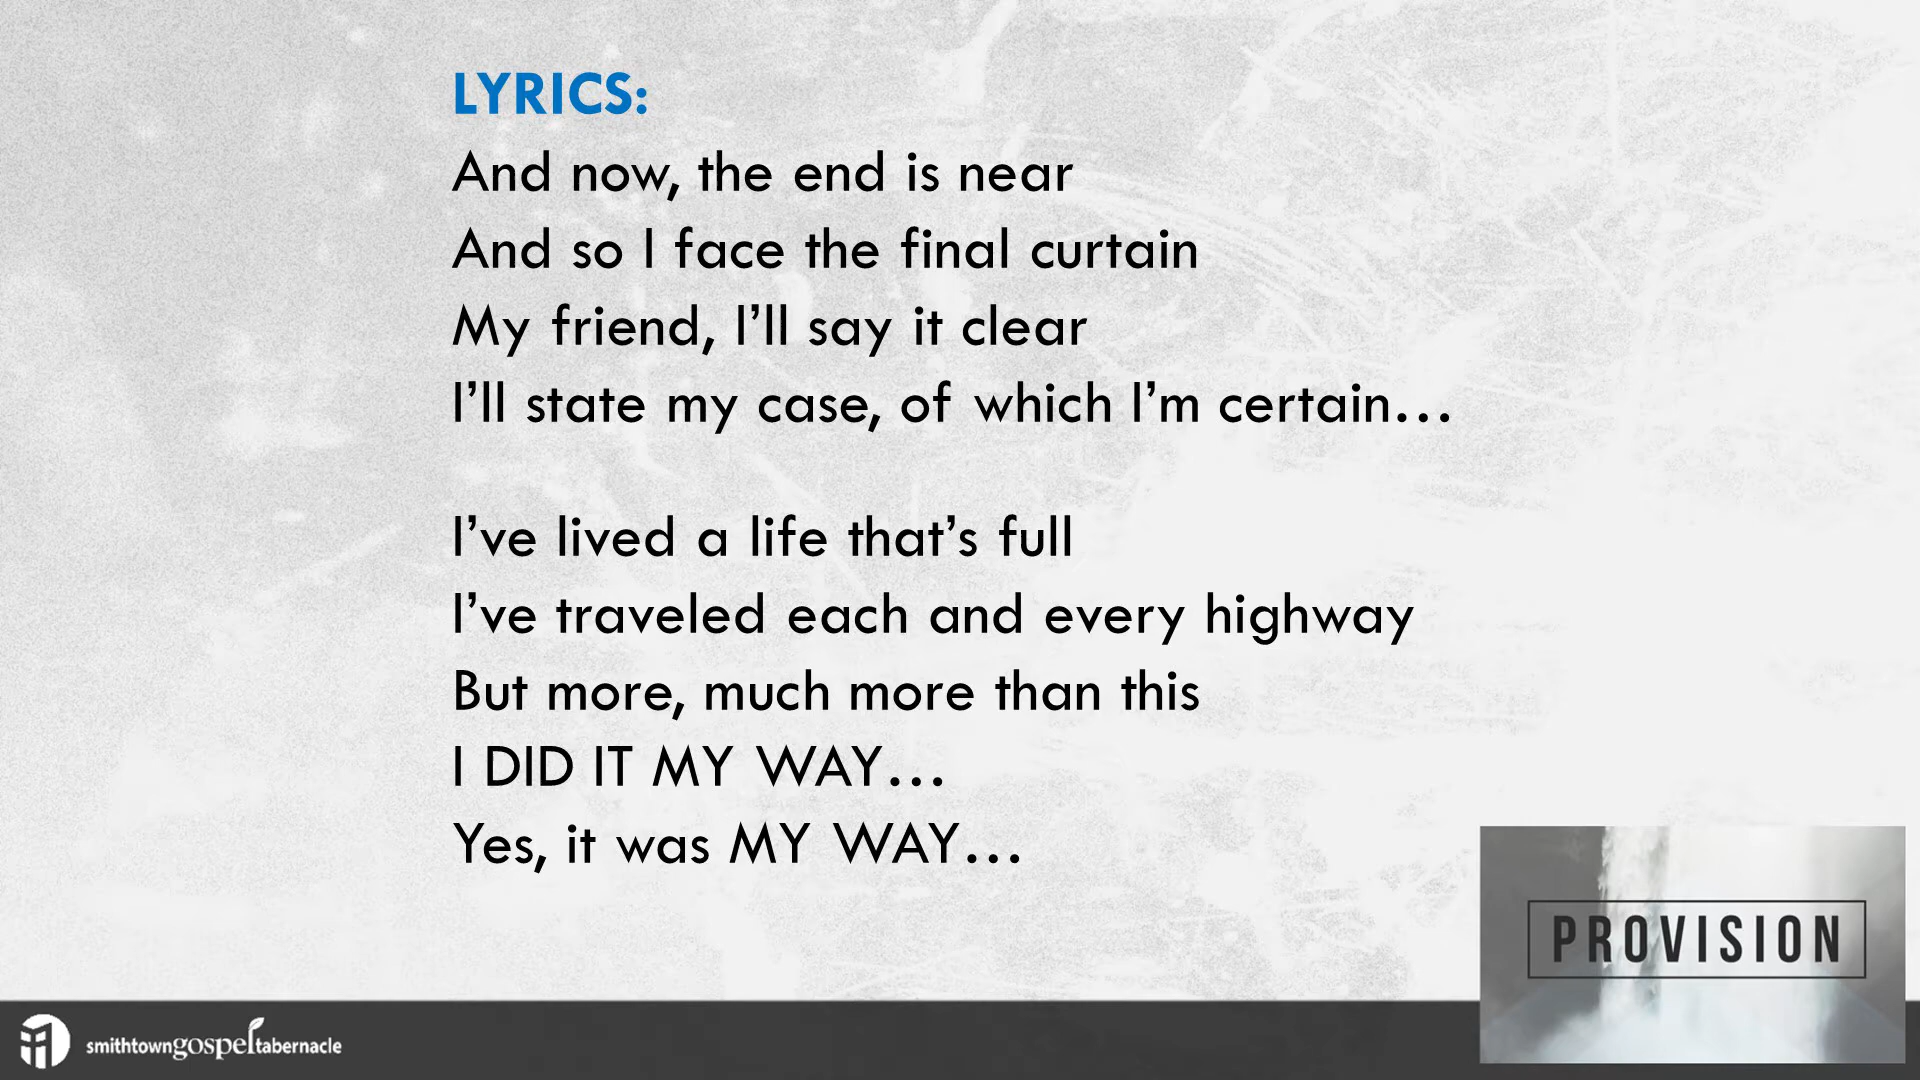 LYRICS:
And now, the end is near
And so I face the final curtain
My friend, I’ll say it clear
I’ll state my case, of which I’m certain…
I’ve lived a life that’s full
I’ve traveled each and every highway
But more, much more than this
I DID IT MY WAY…
Yes, it was MY WAY…
PROVISION
smithtowngospeltabernacle